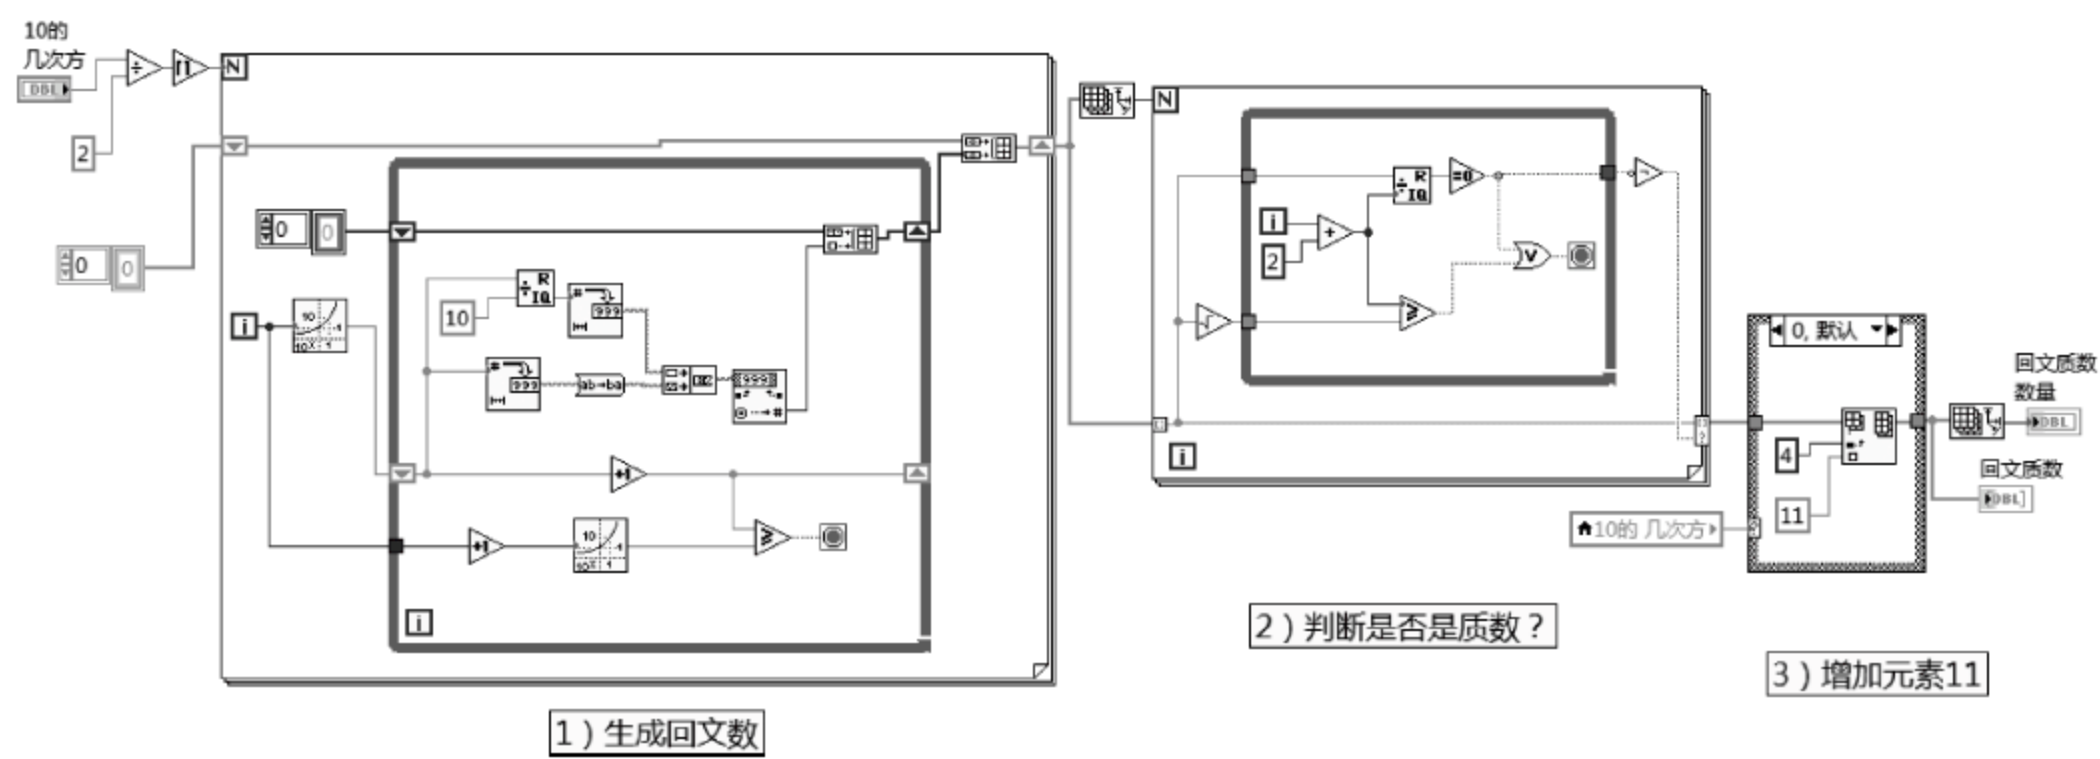 10的
几次方
DBL
÷
2
N
0
0
0
0
i
10
10
R
IQ
#
999
#
999
ab→ba
+1
+1
10
i
1）生成回文数
N
R
IQ
=0
i
+
2
V
i
2）判断是否是质数？
0, 默认
4
11
10的 几次方
3）增加元素11
回文质数
数量
DBL
回文质数
DBL